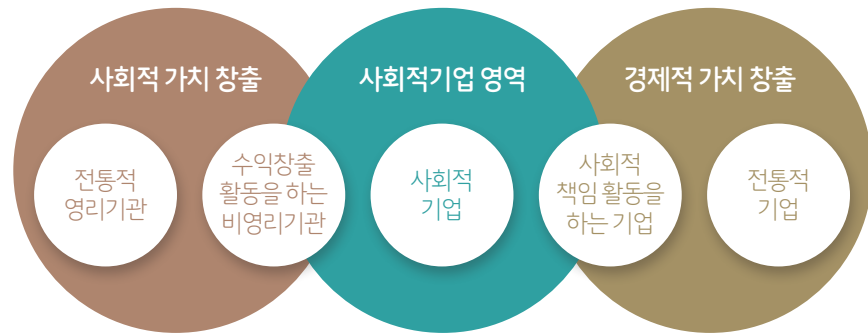 사회적 가치 창출
사회적기업 영역
경제적 가치 창출
전통적
영리기관
수익창출
활동을 하는
비영리기관
사회적
기업
사회적
책임 활동을
하는 기업
전통적
기업